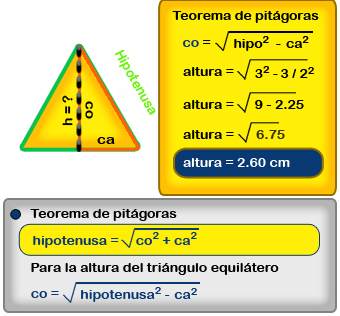 Hipotenusa
h = ?
co
ca
Teorema de pitágoras
co = √hipo² - ca²
altura = √3² - 3 / 2²
altura = √9 - 2.25
altura = √6.75
altura = 2.60 cm
Teorema de pitágoras
hipotenusa = √co² + ca²
Para la altura del triángulo equilátero
co = √hipotenusa² - ca²